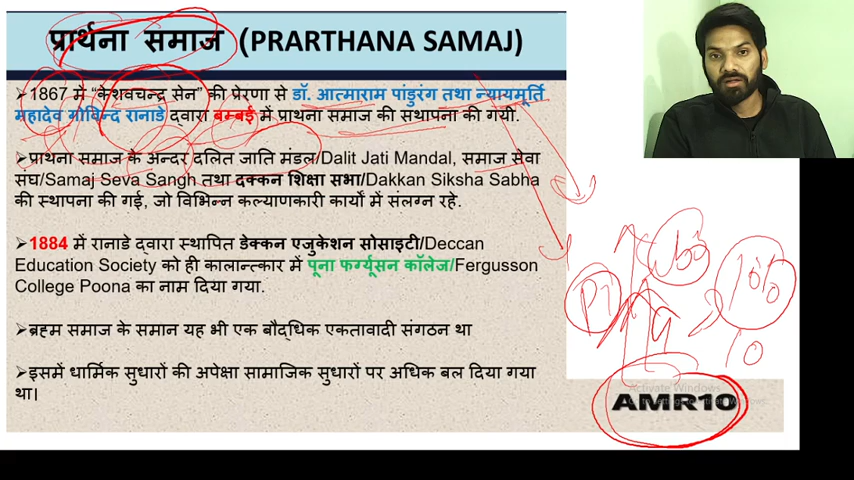 प्रार्थना समाज (PRARTHANA SAMAJ)
➢1867 में “केशवचन्द्र सेन” की प्रेरणा से डॉ. आत्माराम पांडुरंग तथा न्यायमूर्ति
महादेव गोविन्द रानाडे द्वारा बम्बई में प्रार्थना समाज की स्थापना की गयी.
➢प्रार्थना समाज के अन्दर दलित जाति मंडल/Dalit Jati Mandal, समाज सेवा
संघ/Samaj Seva Sangh तथा दक्कन शिक्षा सभा/Dakkan Siksha Sabha
की स्थापना की गई, जो विभिन्न कल्याणकारी कार्यो में संलग्न रहे.
➢1884 में रानाडे द्वारा स्थापित डेक्कन एजुकेशन सोसाइटी/Deccan
Education Society को ही कालान्त्कार में पूना फर्ग्यूसन कॉलेज/Fergusson
College Poona का नाम दिया गया.
➢ब्रह्म समाज के समान यह भी एक बौद्धिक एकतावादी संगठन था
➢इसमें धार्मिक सुधारों की अपेक्षा सामाजिक सुधारों पर अधिक बल दिया गया
था।
Activate Windows
AMR10